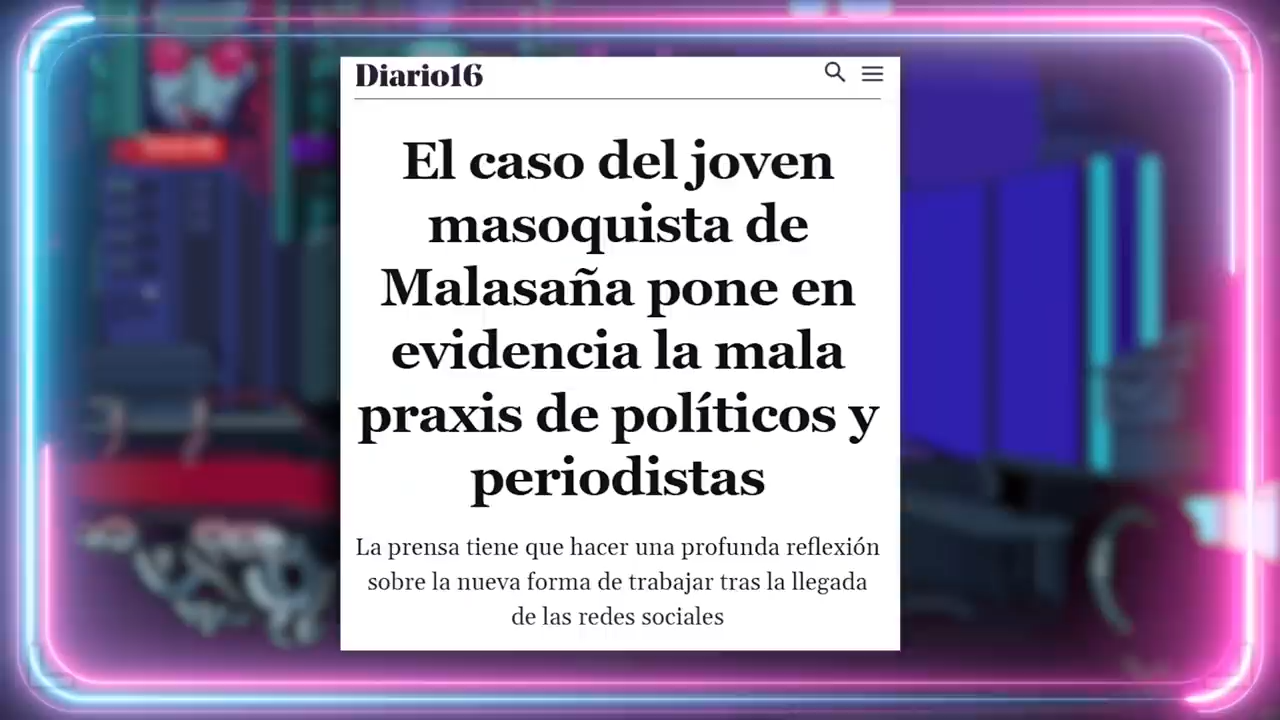 Diario16
El caso del joven
masoquista de
Malasaña pone en
evidencia la mala
praxis de políticos y
periodistas
La prensa tiene que hacer una profunda reflexión
sobre la nueva forma de trabajar tras la llegada
de las redes sociales